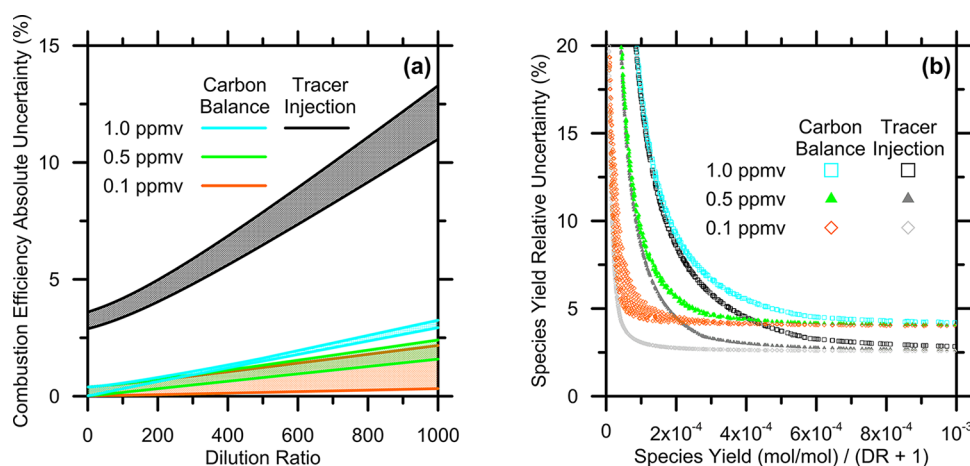 15
10
5
0
Combustion Efficiency Absolute Uncertainty (%)
(a)
Carbon Balance
Tracer Injection
1.0 ppmv
0.5 ppmv
0.1 ppmv
0 200 400 600 800 1000
Dilution Ratio
20
15
10
5
0
Species Yield Relative Uncertainty (%)
(b)
Carbon Balance
Tracer Injection
1.0 ppmv
0.5 ppmv
0.1 ppmv
0 2x10⁻⁴ 4x10⁻⁴ 6x10⁻⁴ 8x10⁻⁴ 10⁻³
Species Yield (mol/mol) / (DR + 1)